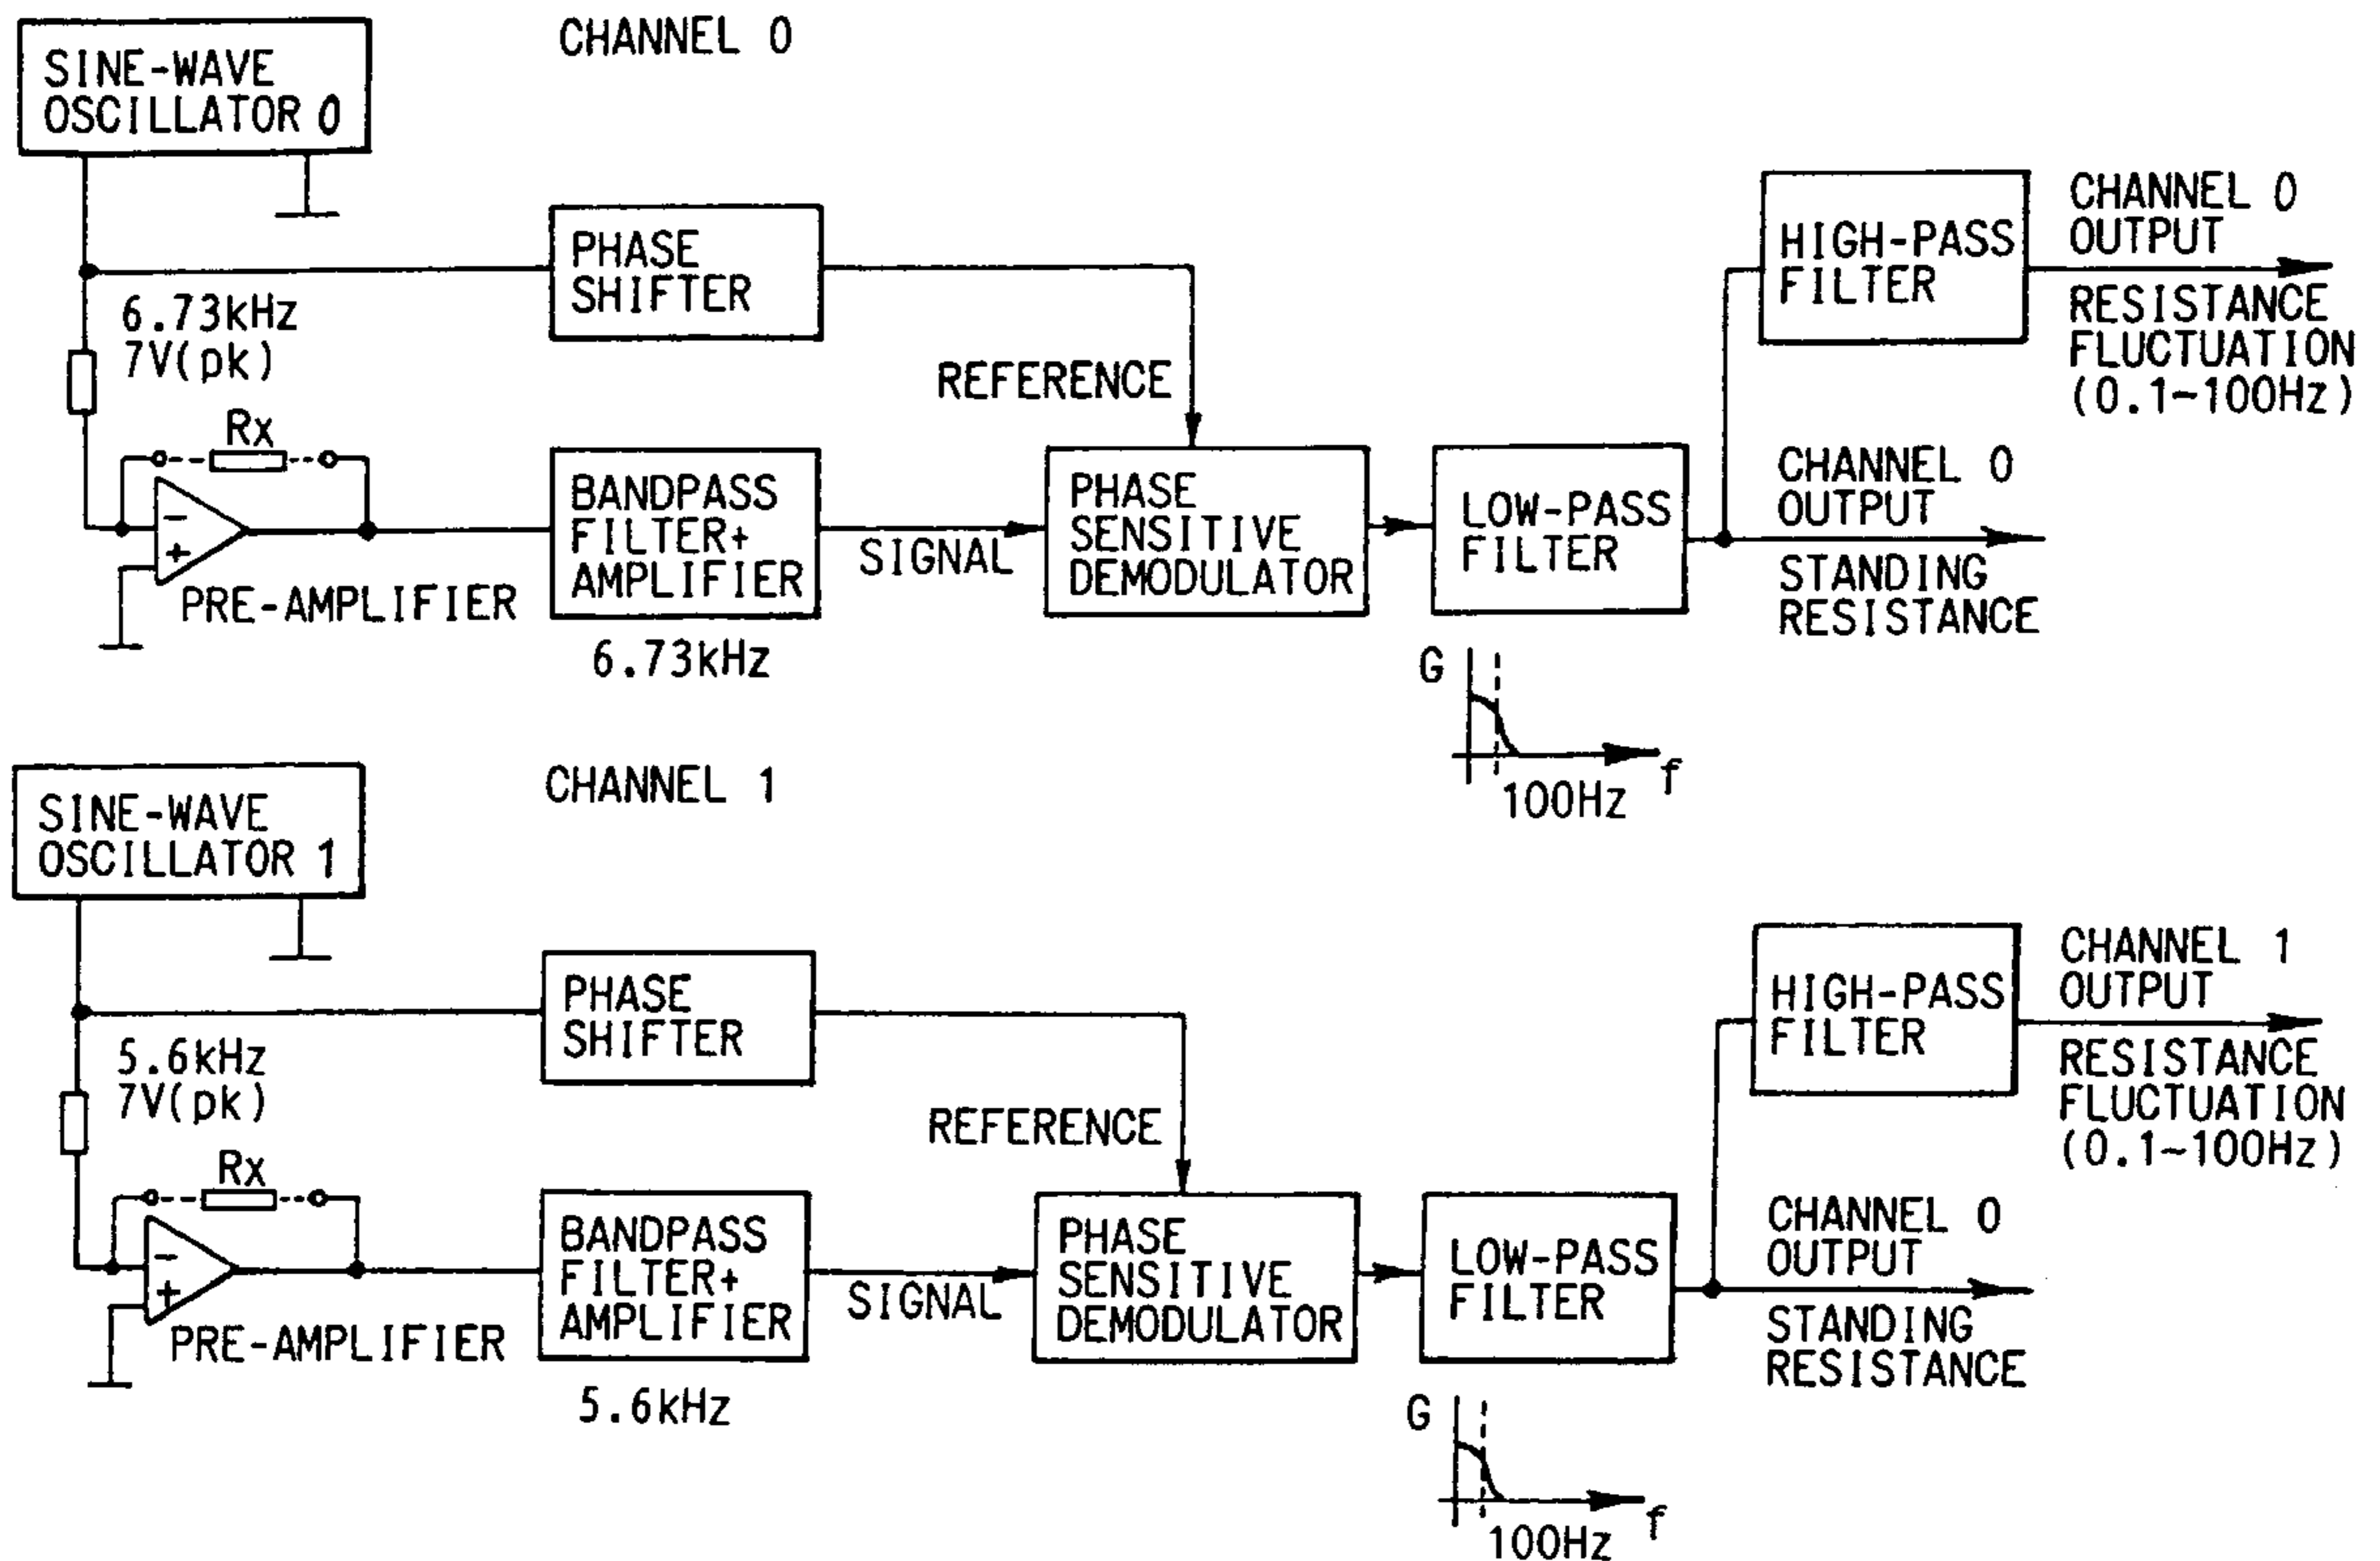 CHANNEL 0
SINE-WAVE
OSCILLATOR 0
PHASE
SHIFTER
6.73kHz
7V(pk)
REFERENCE
HIGH-PASS
FILTER
CHANNEL 0
OUTPUT
RESISTANCE
FLUCTUATION
(0.1~100Hz)
Rx
-
+
PRE-AMPLIFIER
BANDPASS
FILTER+
AMPLIFIER
6.73kHz
SIGNAL
PHASE
SENSITIVE
DEMODULATOR
LOW-PASS
FILTER
CHANNEL 0
OUTPUT
STANDING
RESISTANCE
G
100Hz
f
CHANNEL 1
SINE-WAVE
OSCILLATOR 1
PHASE
SHIFTER
5.6kHz
7V(pk)
REFERENCE
HIGH-PASS
FILTER
CHANNEL 1
OUTPUT
RESISTANCE
FLUCTUATION
(0.1~100Hz)
Rx
-
+
PRE-AMPLIFIER
BANDPASS
FILTER+
AMPLIFIER
5.6kHz
SIGNAL
PHASE
SENSITIVE
DEMODULATOR
LOW-PASS
FILTER
CHANNEL 0
OUTPUT
STANDING
RESISTANCE
G
100Hz
f